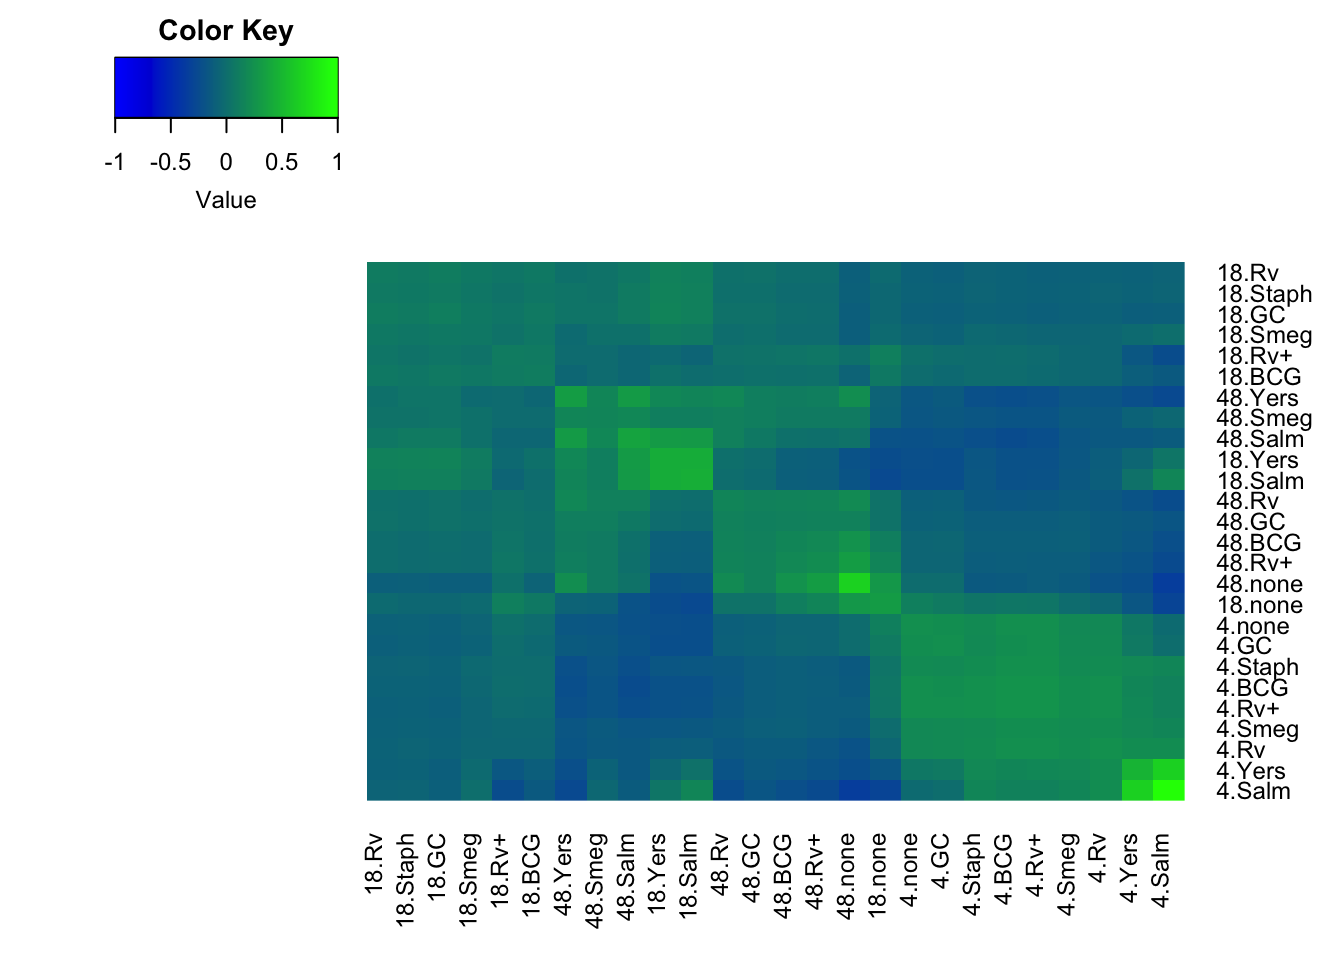 Color Key
-1 -0.5 0 0.5 1
Value
18.Rv
18.Staph
18.GC
18.Smeg
18.Rv+
18.BCG
48.Yers
48.Smeg
48.Salm
18.Yers
18.Salm
48.Rv
48.GC
48.BCG
48.Rv+
48.none
18.none
4.none
4.GC
4.Staph
4.BCG
4.Rv+
4.Smeg
4.Rv
4.Yers
4.Salm
18.Rv
18.Staph
18.GC
18.Smeg
18.Rv+
18.BCG
48.Yers
48.Smeg
48.Salm
18.Yers
18.Salm
48.Rv
48.GC
48.BCG
48.Rv+
48.none
18.none
4.none
4.GC
4.Staph
4.BCG
4.Rv+
4.Smeg
4.Rv
4.Yers
4.Salm